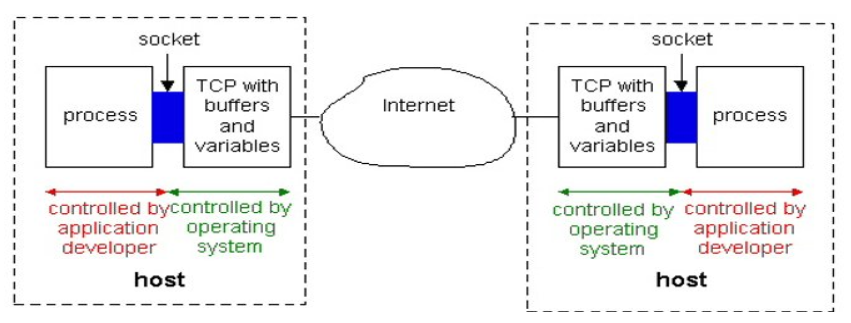 socket
process
TCP with
buffers
and
variables
controlled by
application
developer
controlled by
operating
system
host
Internet
socket
TCP with
buffers
and
variables
process
controlled by
operating
system
controlled by
application
developer
host